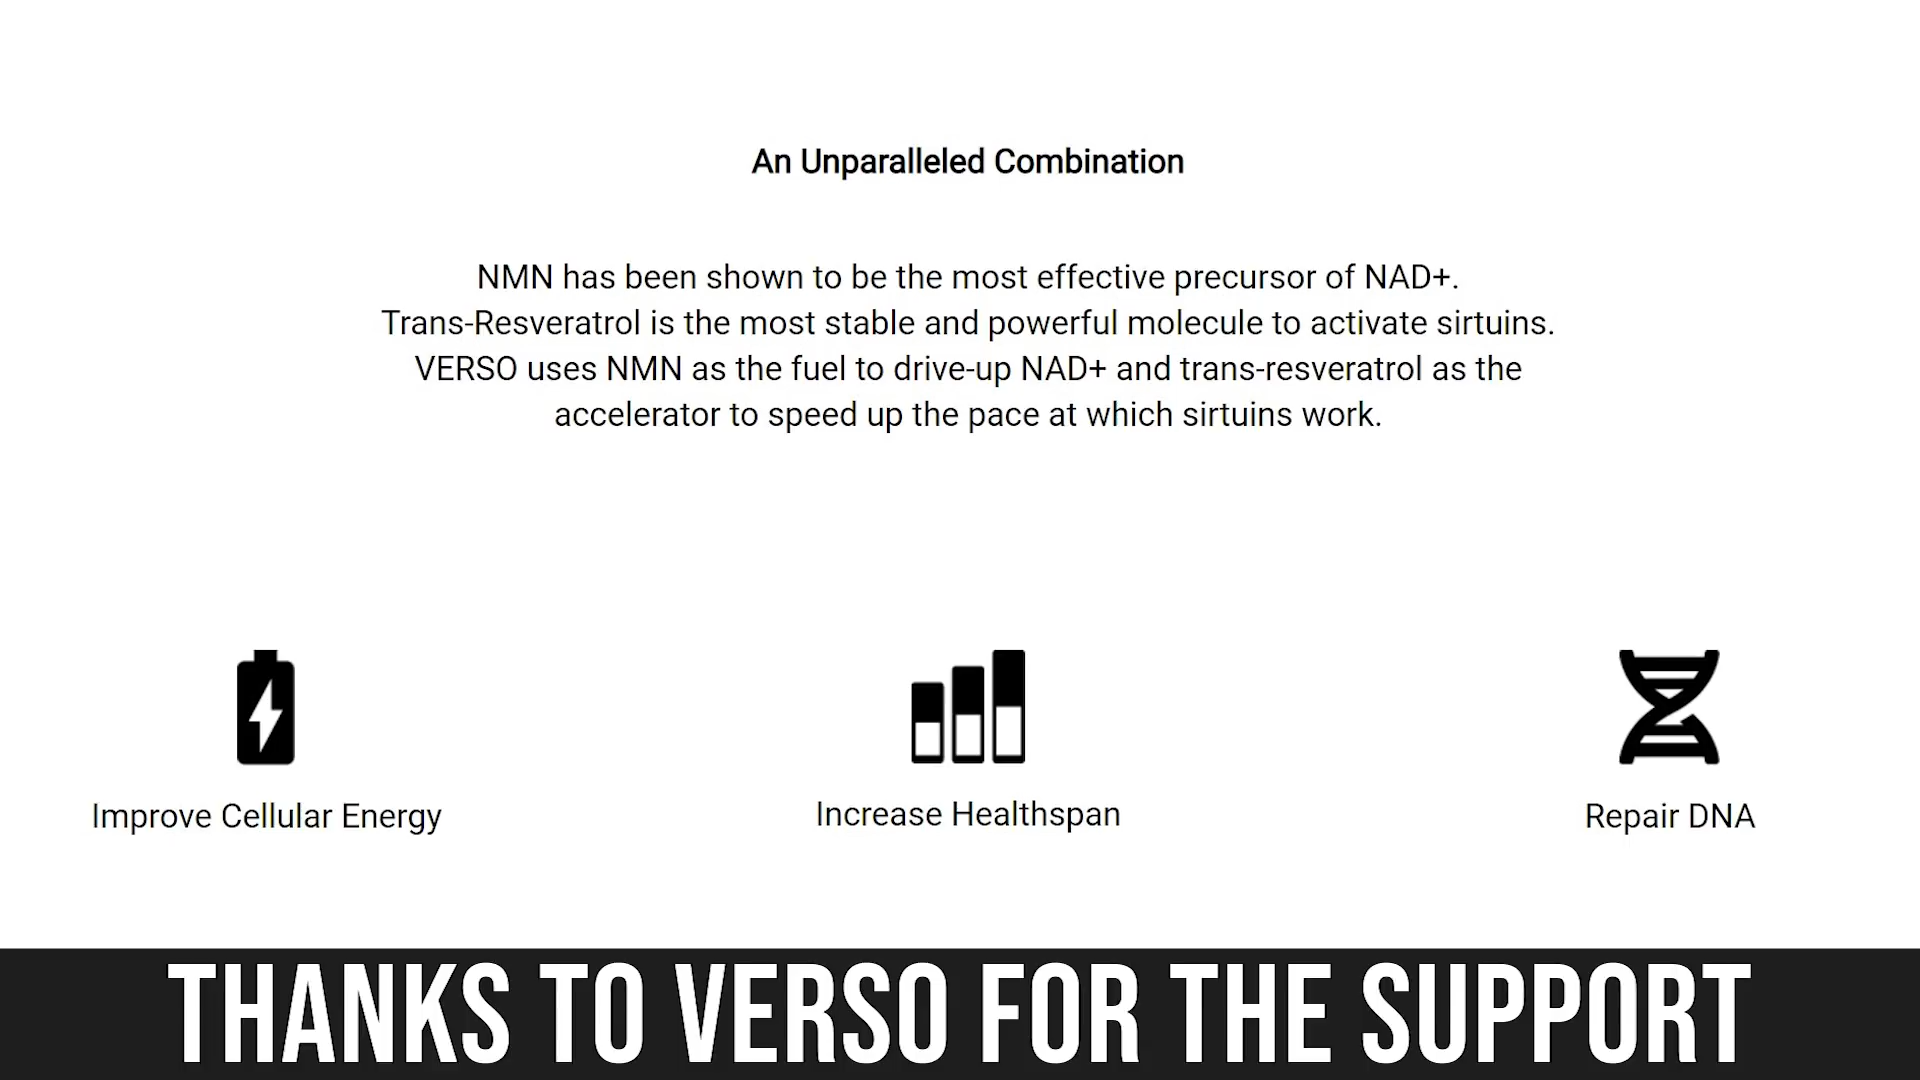 An Unparalleled Combination
NMN has been shown to be the most effective precursor of NAD+.
Trans-Resveratrol is the most stable and powerful molecule to activate sirtuins.
VERSO uses NMN as the fuel to drive-up NAD+ and trans-resveratrol as the
accelerator to speed up the pace at which sirtuins work.
Improve Cellular Energy
Increase Healthspan
Repair DNA
THANKS TO VERSO FOR THE SUPPORT